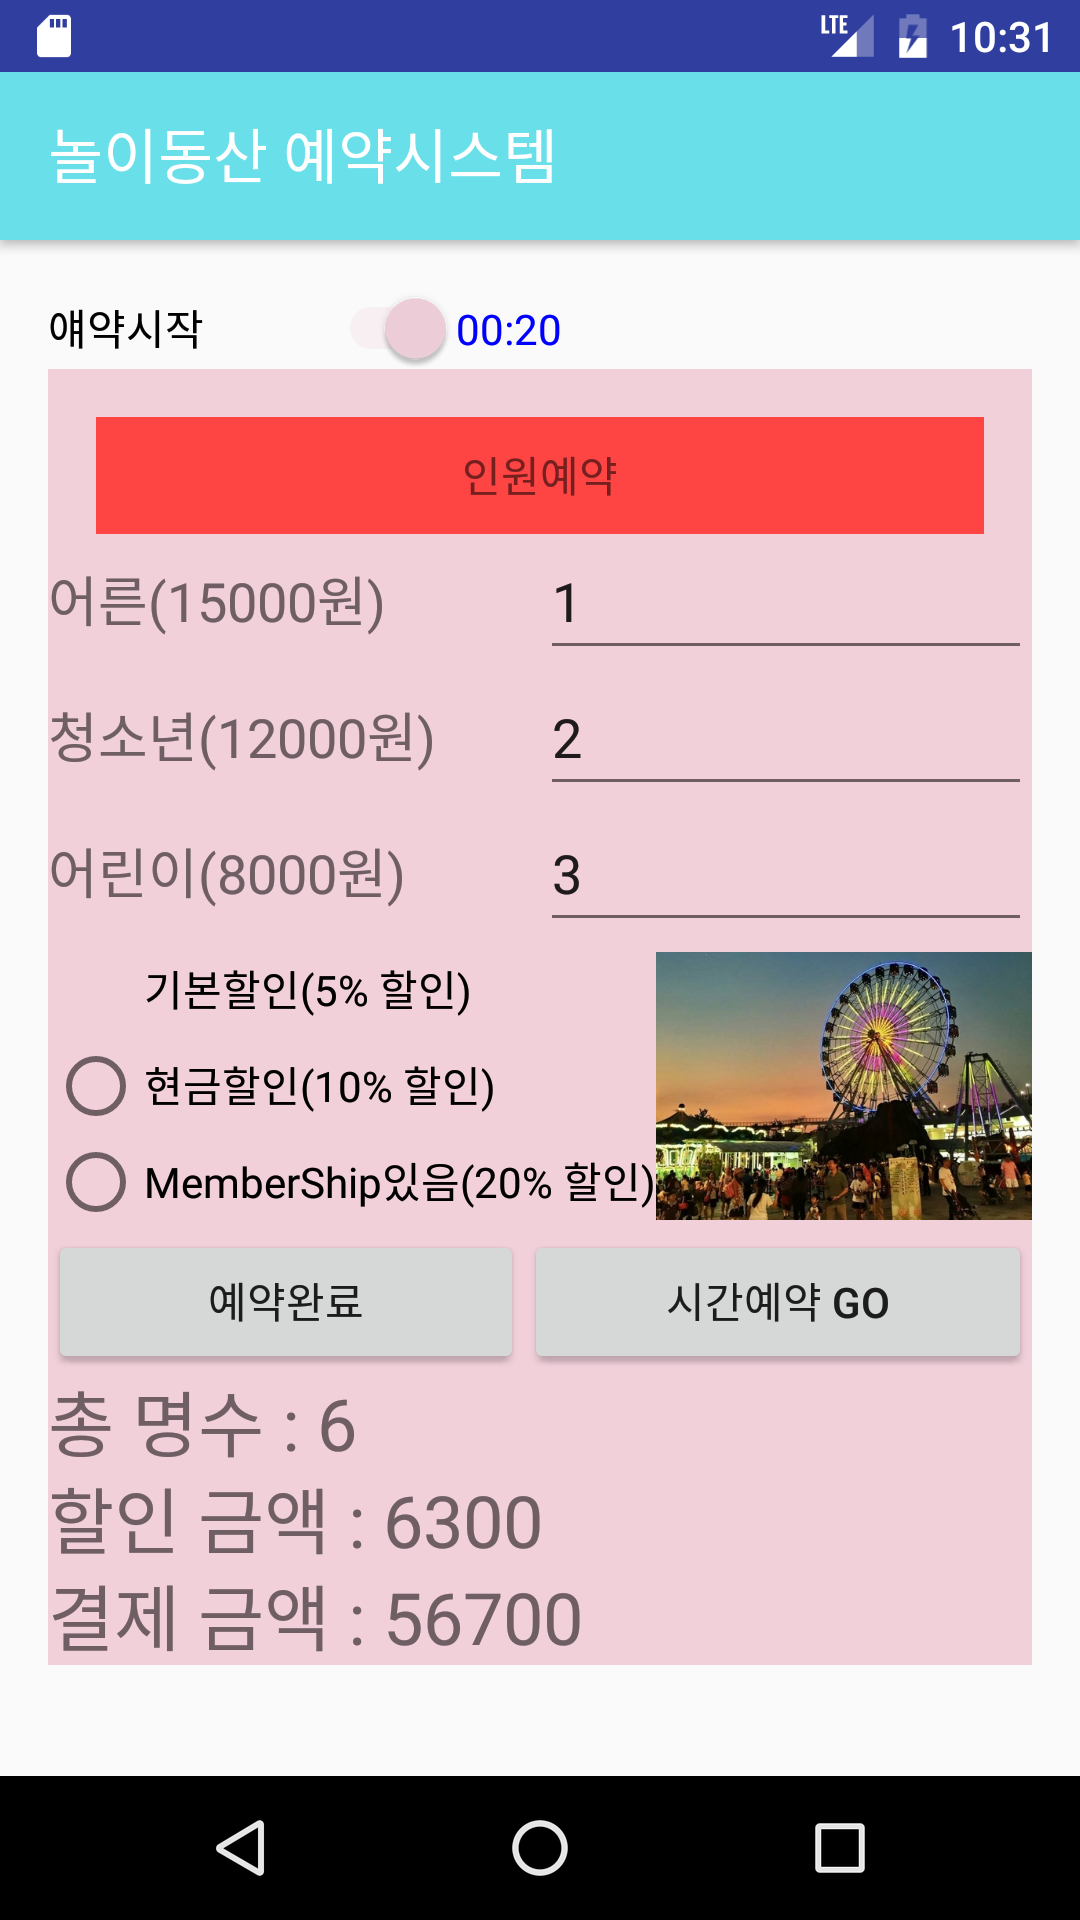 LTE 10:31
놀이동산 예약시스템
얘약시작 00:20
인원예약
어른(15000원) 1
청소년(12000원) 2
어린이(8000원) 3
기본할인(5% 할인)
현금할인(10% 할인)
MemberShip있음(20% 할인)
예약완료 시간예약 GO
총 명수 : 6
할인 금액 : 6300
결제 금액 : 56700